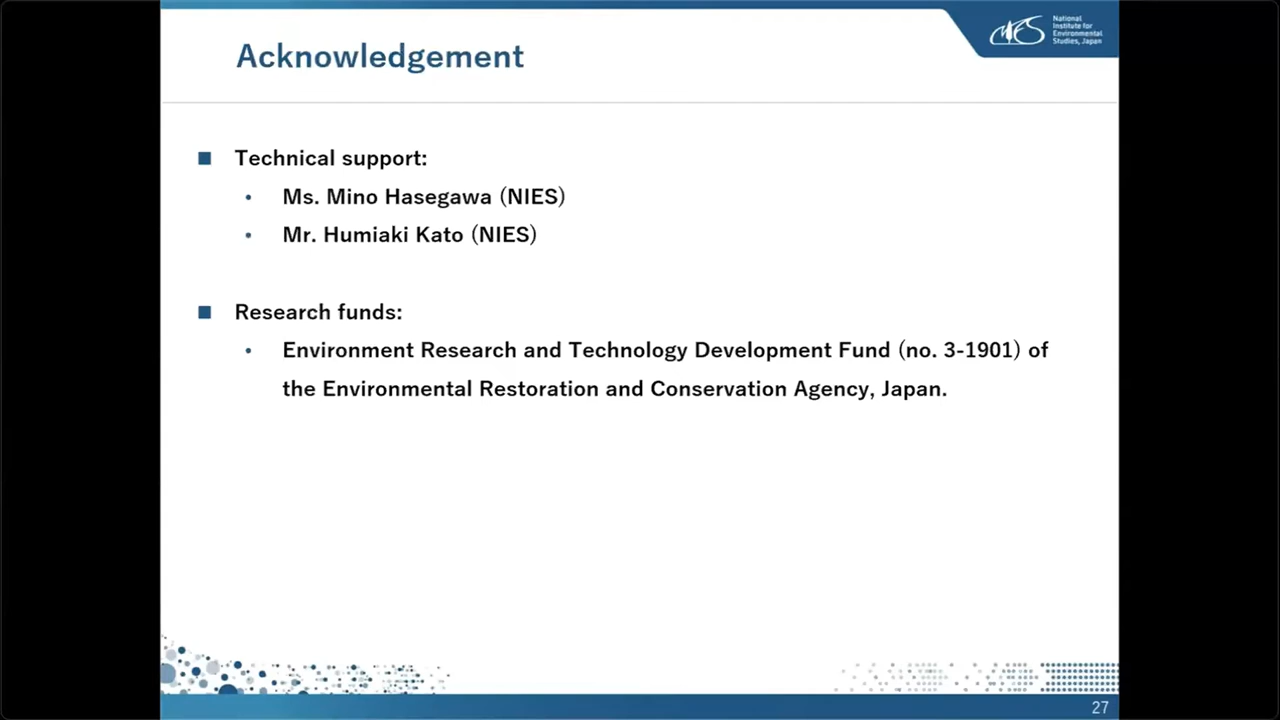 National
Institute for
Environmental
Studies, Japan
Acknowledgement
Technical support:
Ms. Mino Hasegawa (NIES)
Mr. Humiaki Kato (NIES)
Research funds:
Environment Research and Technology Development Fund (no. 3-1901) of
the Environmental Restoration and Conservation Agency, Japan.
27